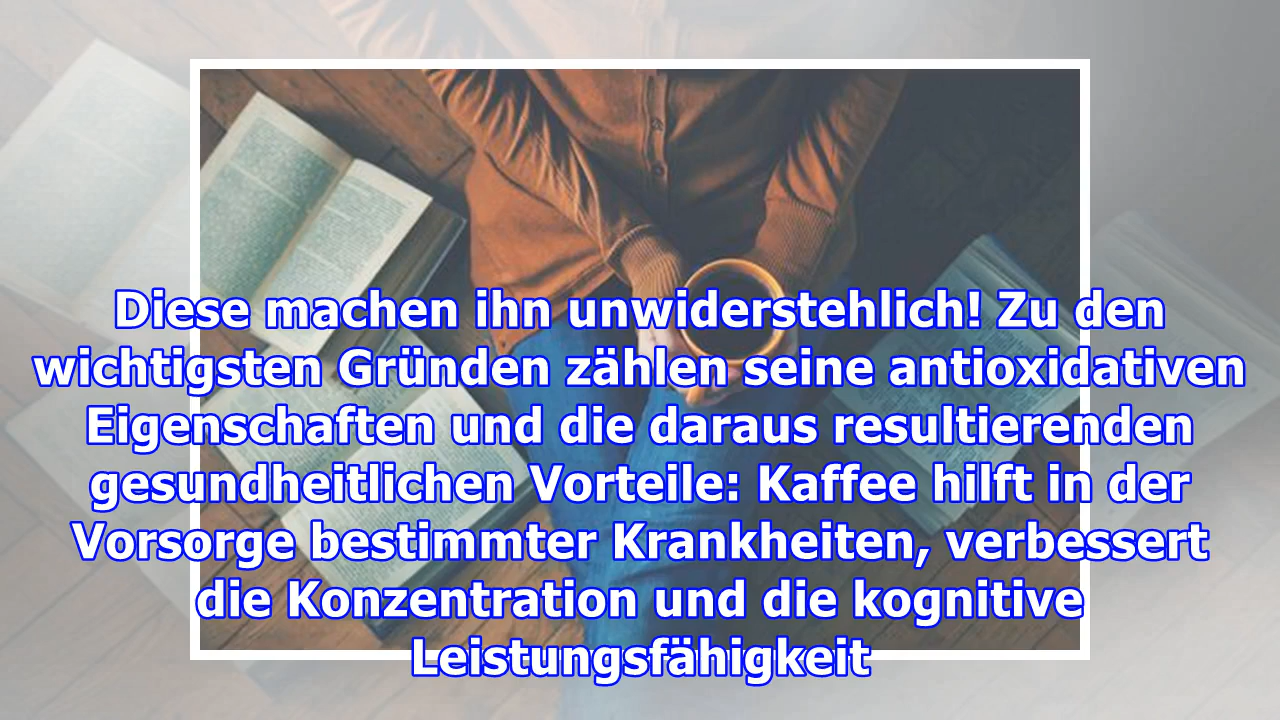 Diese machen ihn unwiderstehlich! Zu den
wichtigsten Gründen zählen seine antioxidativen
Eigenschaften und die daraus resultierenden
gesundheitlichen Vorteile: Kaffee hilft in der
Vorsorge bestimmter Krankheiten, verbessert
die Konzentration und die kognitive
Leistungsfähigkeit